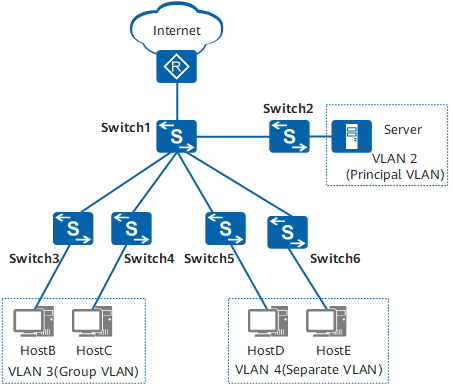 Internet
R
Switch2
Switch1
S
S
Server
VLAN 2
(Principal VLAN)
S
S
S
S
Switch3
Switch4
Switch5
Switch6
HostB
HostC
HostD
HostE
VLAN 3(Group VLAN)
VLAN 4(Separate VLAN)